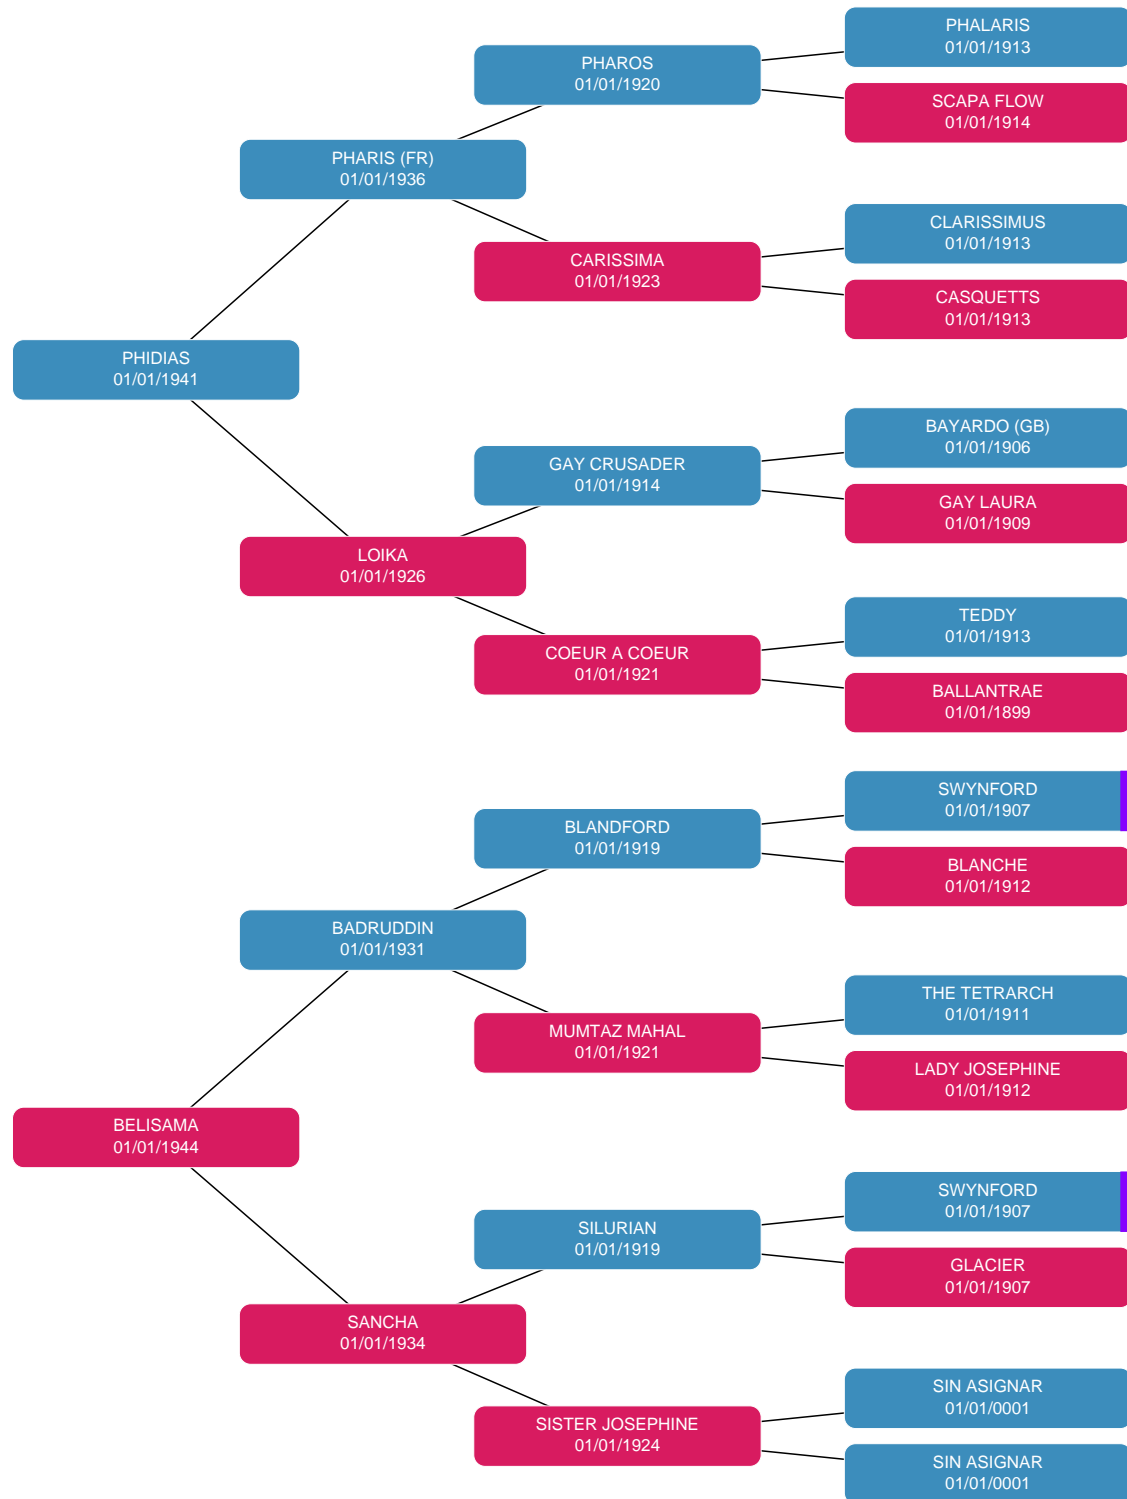 PHALARIS
01/01/1913
PHAROS
01/01/1920
SCAPA FLOW
01/01/1914
PHARIS (FR)
01/01/1936
CLARISSIMUS
01/01/1913
CARISSIMA
01/01/1923
CASQUETTS
01/01/1913
PHIDIAS
01/01/1941
BAYARDO (GB)
01/01/1906
GAY CRUSADER
01/01/1914
GAY LAURA
01/01/1909
LOIKA
01/01/1926
TEDDY
01/01/1913
COEUR A COEUR
01/01/1921
BALLANTRAE
01/01/1899
SWYNFORD
01/01/1907
BLANDFORD
01/01/1919
BLANCHE
01/01/1912
BADRUDDIN
01/01/1931
THE TETRARCH
01/01/1911
MUMTAZ MAHAL
01/01/1921
LADY JOSEPHINE
01/01/1912
BELISAMA
01/01/1944
SWYNFORD
01/01/1907
SILURIAN
01/01/1919
GLACIER
01/01/1907
SANCHA
01/01/1934
SIN ASIGNAR
01/01/0001
SISTER JOSEPHINE
01/01/1924
SIN ASIGNAR
01/01/0001